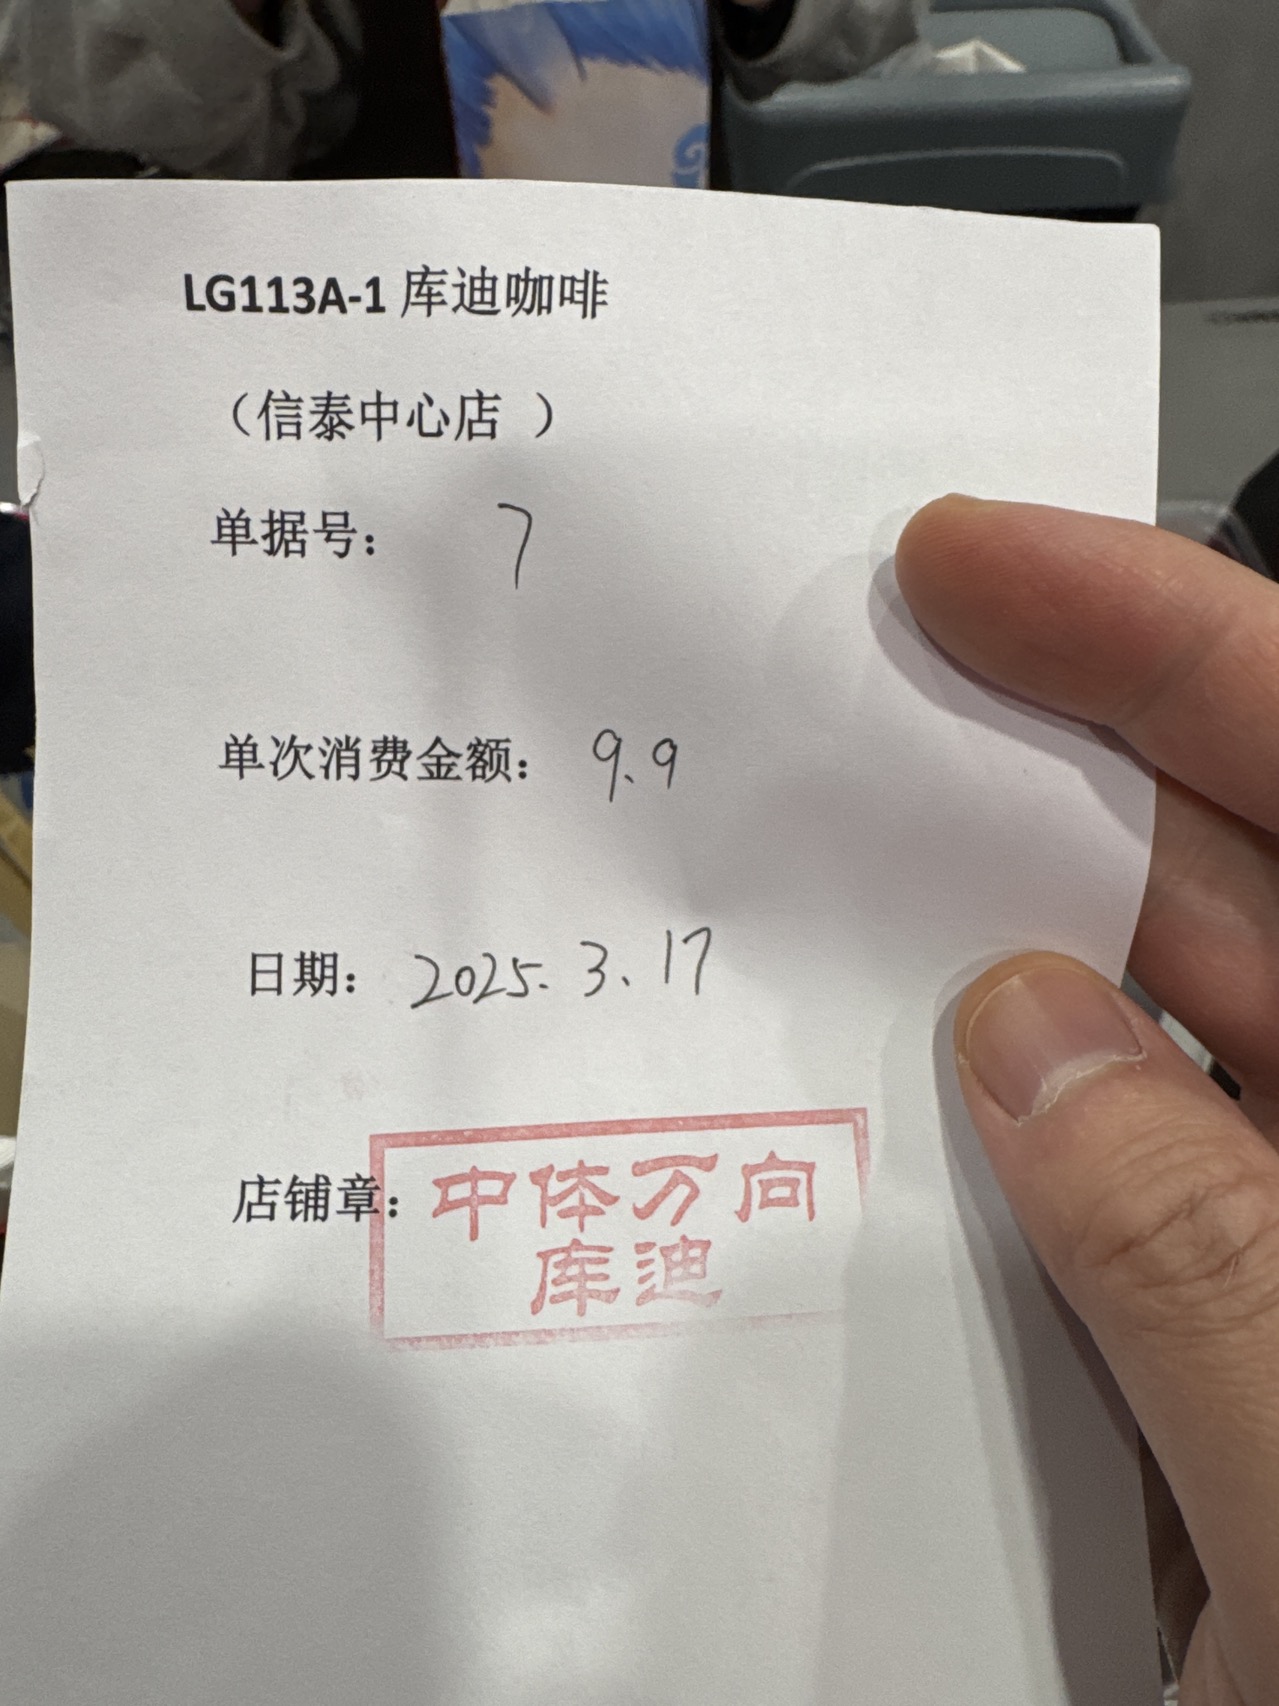 LG113A-1 库迪咖啡
（信泰中心店 ）
单据号： 7
单次消费金额： 9.9
日期： 2025.3.17
店铺章：
中体万向
库迪